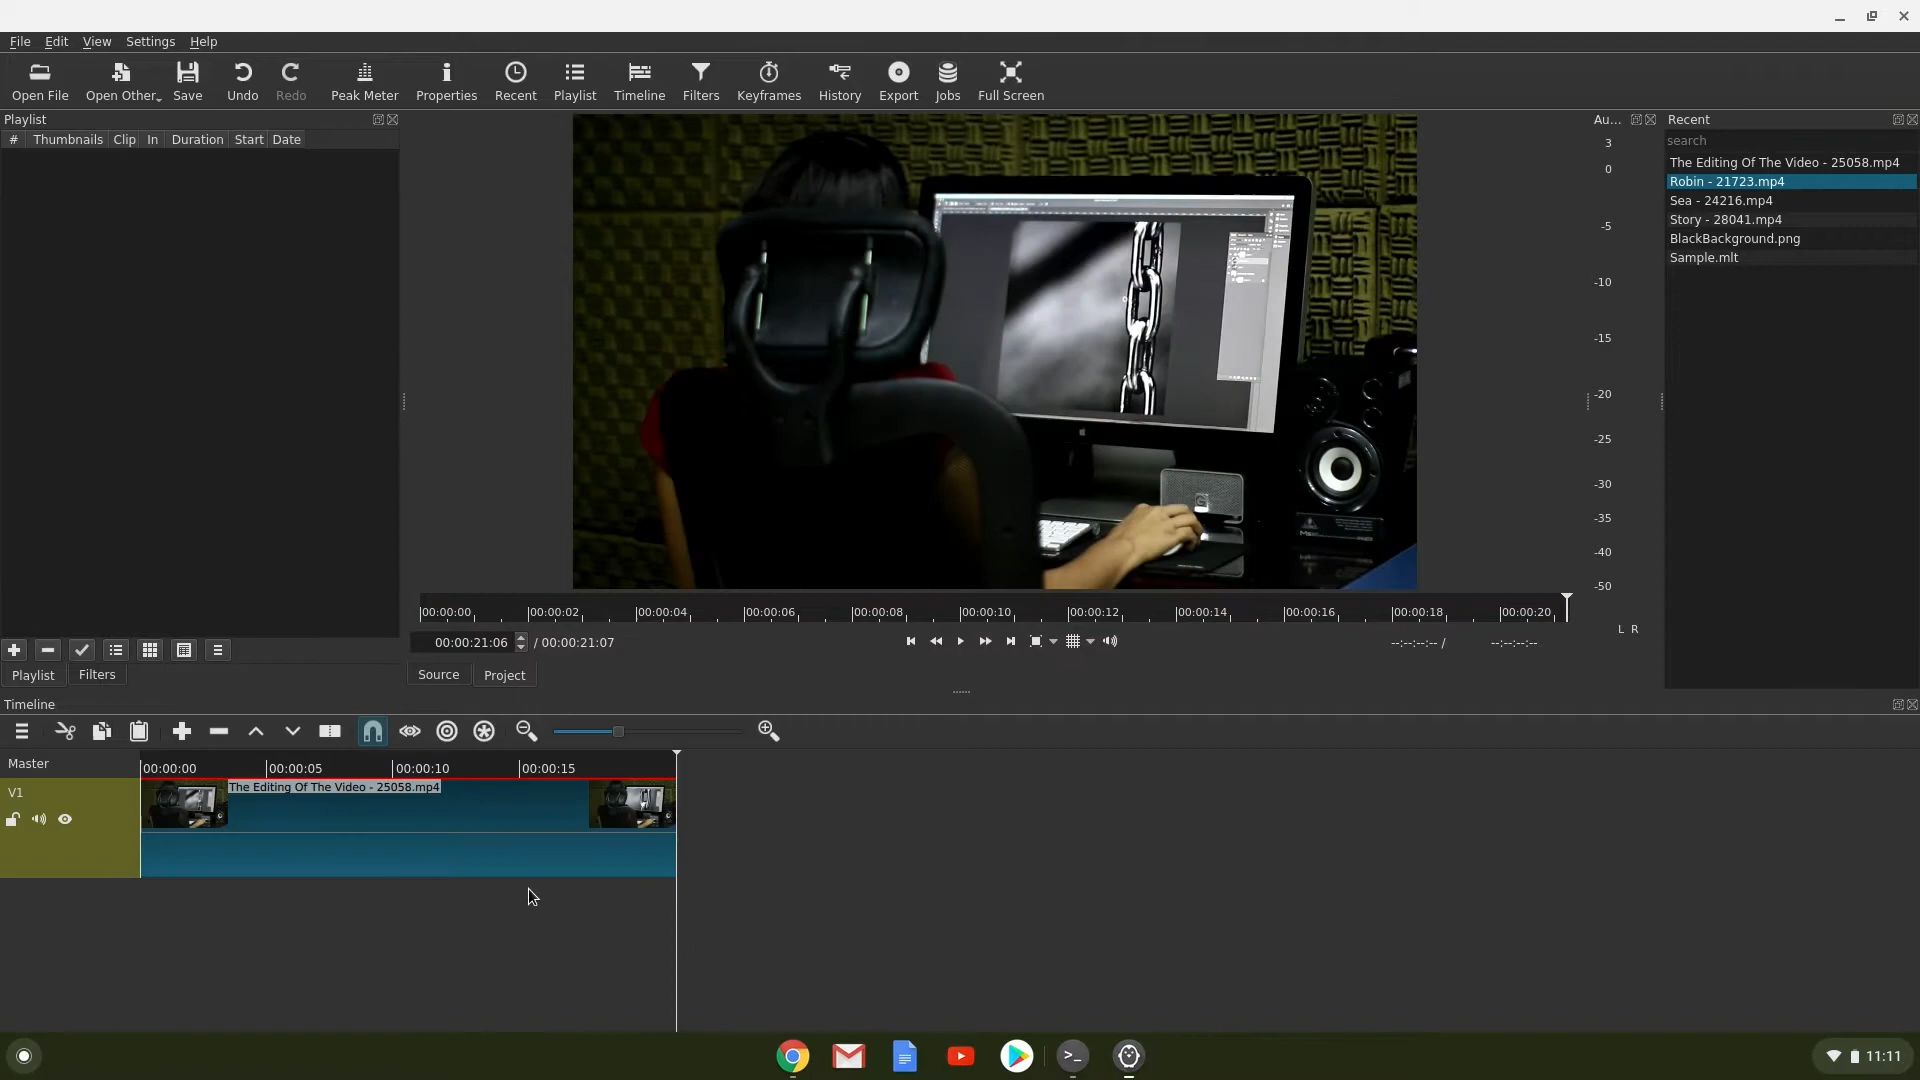 File Edit View Settings Help
Open File Open Other... Save Undo Redo Peak Meter Properties Recent Playlist Timeline Filters Keyframes History Export Jobs Full Screen
Playlist
# Thumbnails Clip In Duration Start Date
Au...
3
0
-5
-10
-15
-20
-25
-30
-35
-40
-50
L R
Recent
search
The Editing Of The Video - 25058.mp4
Robin - 21723.mp4
Sea - 24216.mp4
Story - 28041.mp4
BlackBackground.png
Sample.mlt
00:00:00 00:00:02 00:00:04 00:00:06 00:00:08 00:00:10 00:00:12 00:00:14 00:00:16 00:00:18 00:00:20
00:00:21:06 / 00:00:21:07 --:--:--:-- / --:--:--:--
Playlist Filters
Source Project
Timeline
Master
00:00:00 00:00:05 00:00:10 00:00:15
V1
The Editing Of The Video - 25058.mp4
11:11